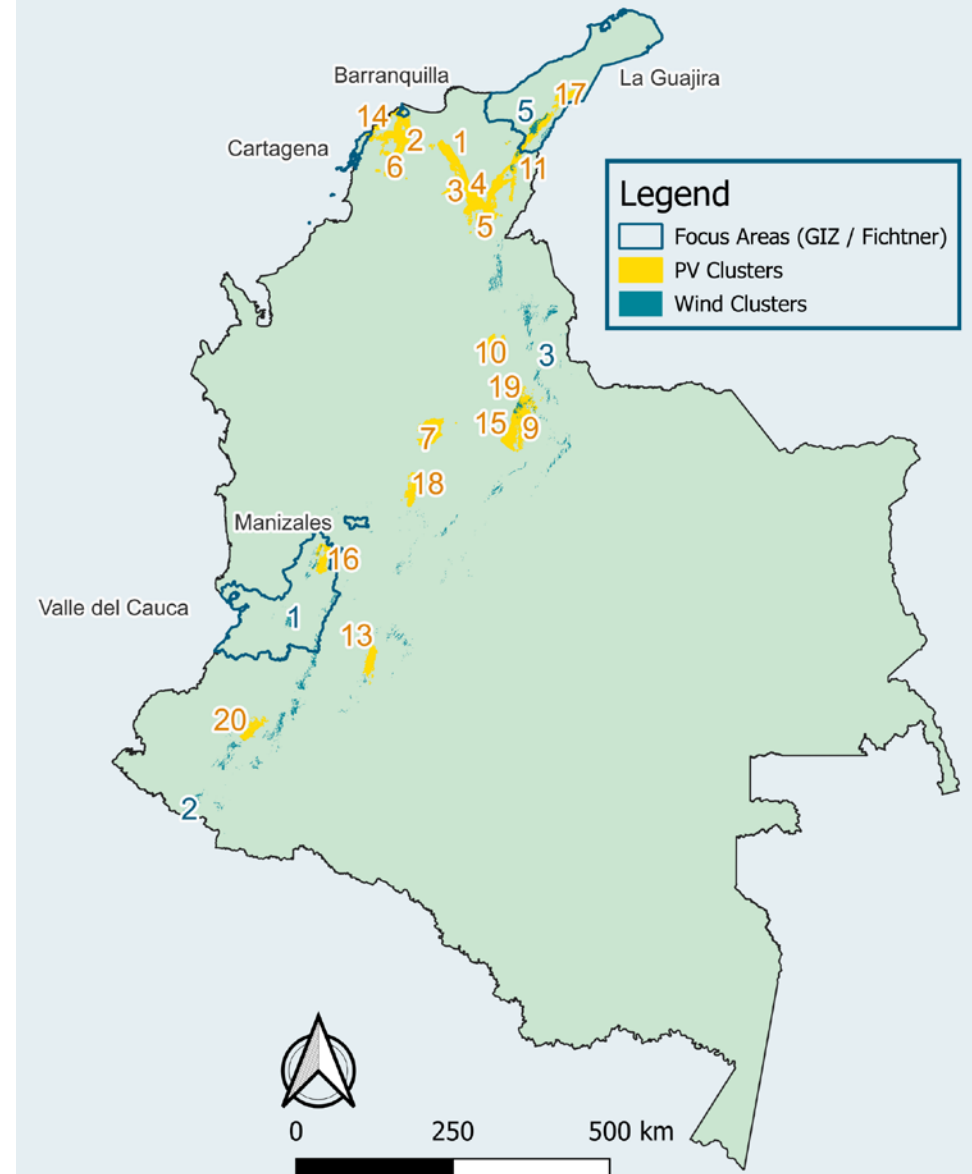 Barranquilla
La Guajira
17
5
14
Cartagena
2
1
6
11
4
3
5
Legend
Focus Areas (GIZ / Fichtner)
PV Clusters
Wind Clusters
10
3
19
15
9
7
18
Manizales
16
Valle del Cauca
1
13
20
2
0
250
500 km